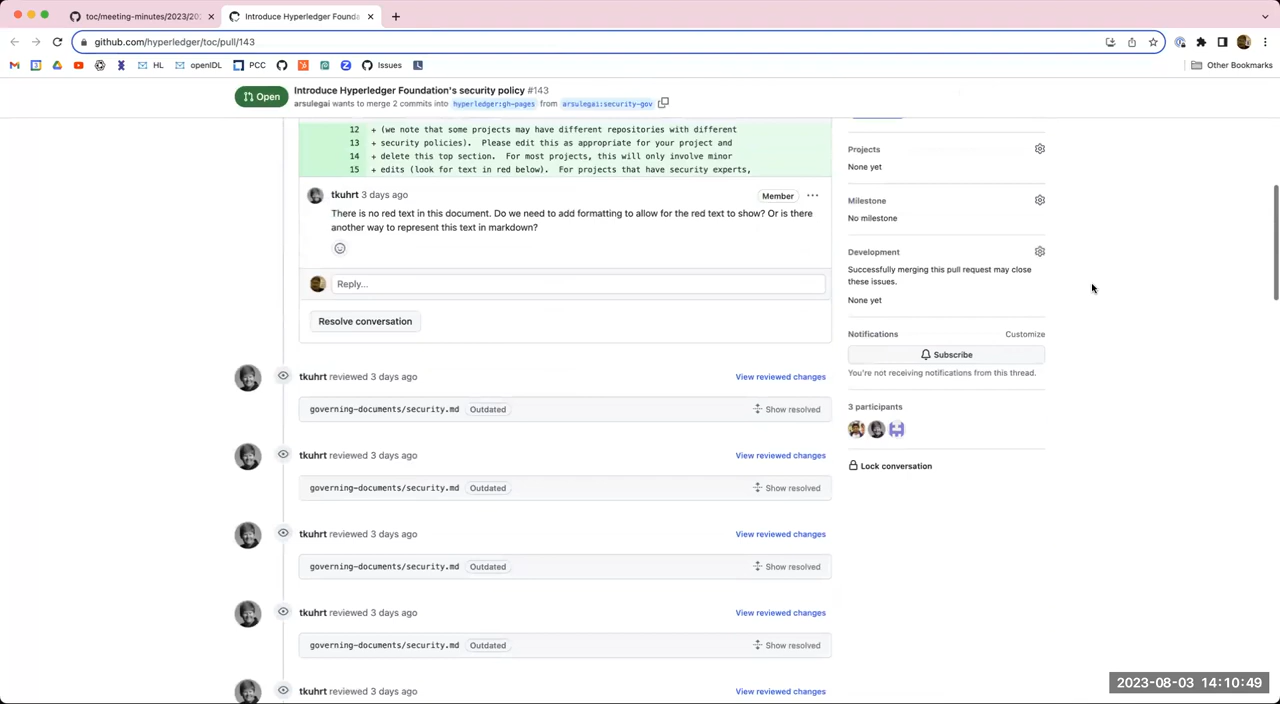 toc/meeting-minutes/2023/202
Introduce Hyperledger Founda
github.com/hyperledger/toc/pull/143
HL
openIDL
PCC
Issues
Other Bookmarks
Open
Introduce Hyperledger Foundation's security policy #143
arsulegai wants to merge 2 commits into hyperledger:gh-pages from arsulegai:security-gov
12 + (we note that some projects may have different repositories with different
13 + security policies). Please edit this as appropriate for your project and
14 + delete this top section. For most projects, this will only involve minor
15 + edits (look for text in red below). For projects that have security experts,
tkuhrt 3 days ago
Member
There is no red text in this document. Do we need to add formatting to allow for the red text to show? Or is there
another way to represent this text in markdown?
Reply...
Resolve conversation
tkuhrt reviewed 3 days ago
View reviewed changes
governing-documents/security.md Outdated
Show resolved
tkuhrt reviewed 3 days ago
View reviewed changes
governing-documents/security.md Outdated
Show resolved
tkuhrt reviewed 3 days ago
View reviewed changes
governing-documents/security.md Outdated
Show resolved
tkuhrt reviewed 3 days ago
View reviewed changes
governing-documents/security.md Outdated
Show resolved
tkuhrt reviewed 3 days ago
View reviewed changes
Projects
None yet
Milestone
No milestone
Development
Successfully merging this pull request may close
these issues.
None yet
Notifications
Customize
Subscribe
You're not receiving notifications from this thread.
3 participants
Lock conversation
2023-08-03 14:10:49